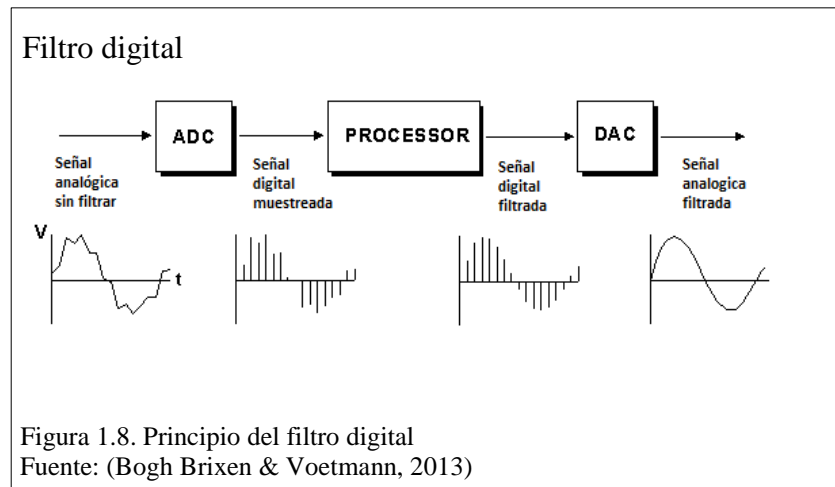 Filtro digital
ADC
PROCESSOR
DAC
Señal
analógica
sin filtrar
Señal
digital
muestreada
Señal
digital
filtrada
Señal
analogica
filtrada
V
t
Figura 1.8. Principio del filtro digital
Fuente: (Bogh Brixen & Voetmann, 2013)